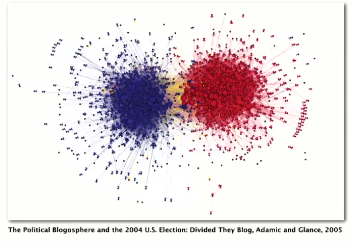 The Political Blogosphere and the 2004 U.S. Election: Divided They Blog, Adamic and Glance, 2005